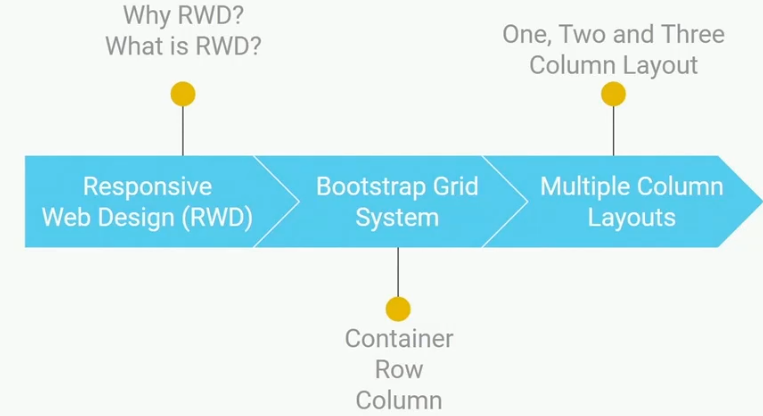 Why RWD?
What is RWD?
One, Two and Three
Column Layout
Responsive
Web Design (RWD)
Bootstrap Grid
System
Multiple Column
Layouts
Container
Row
Column